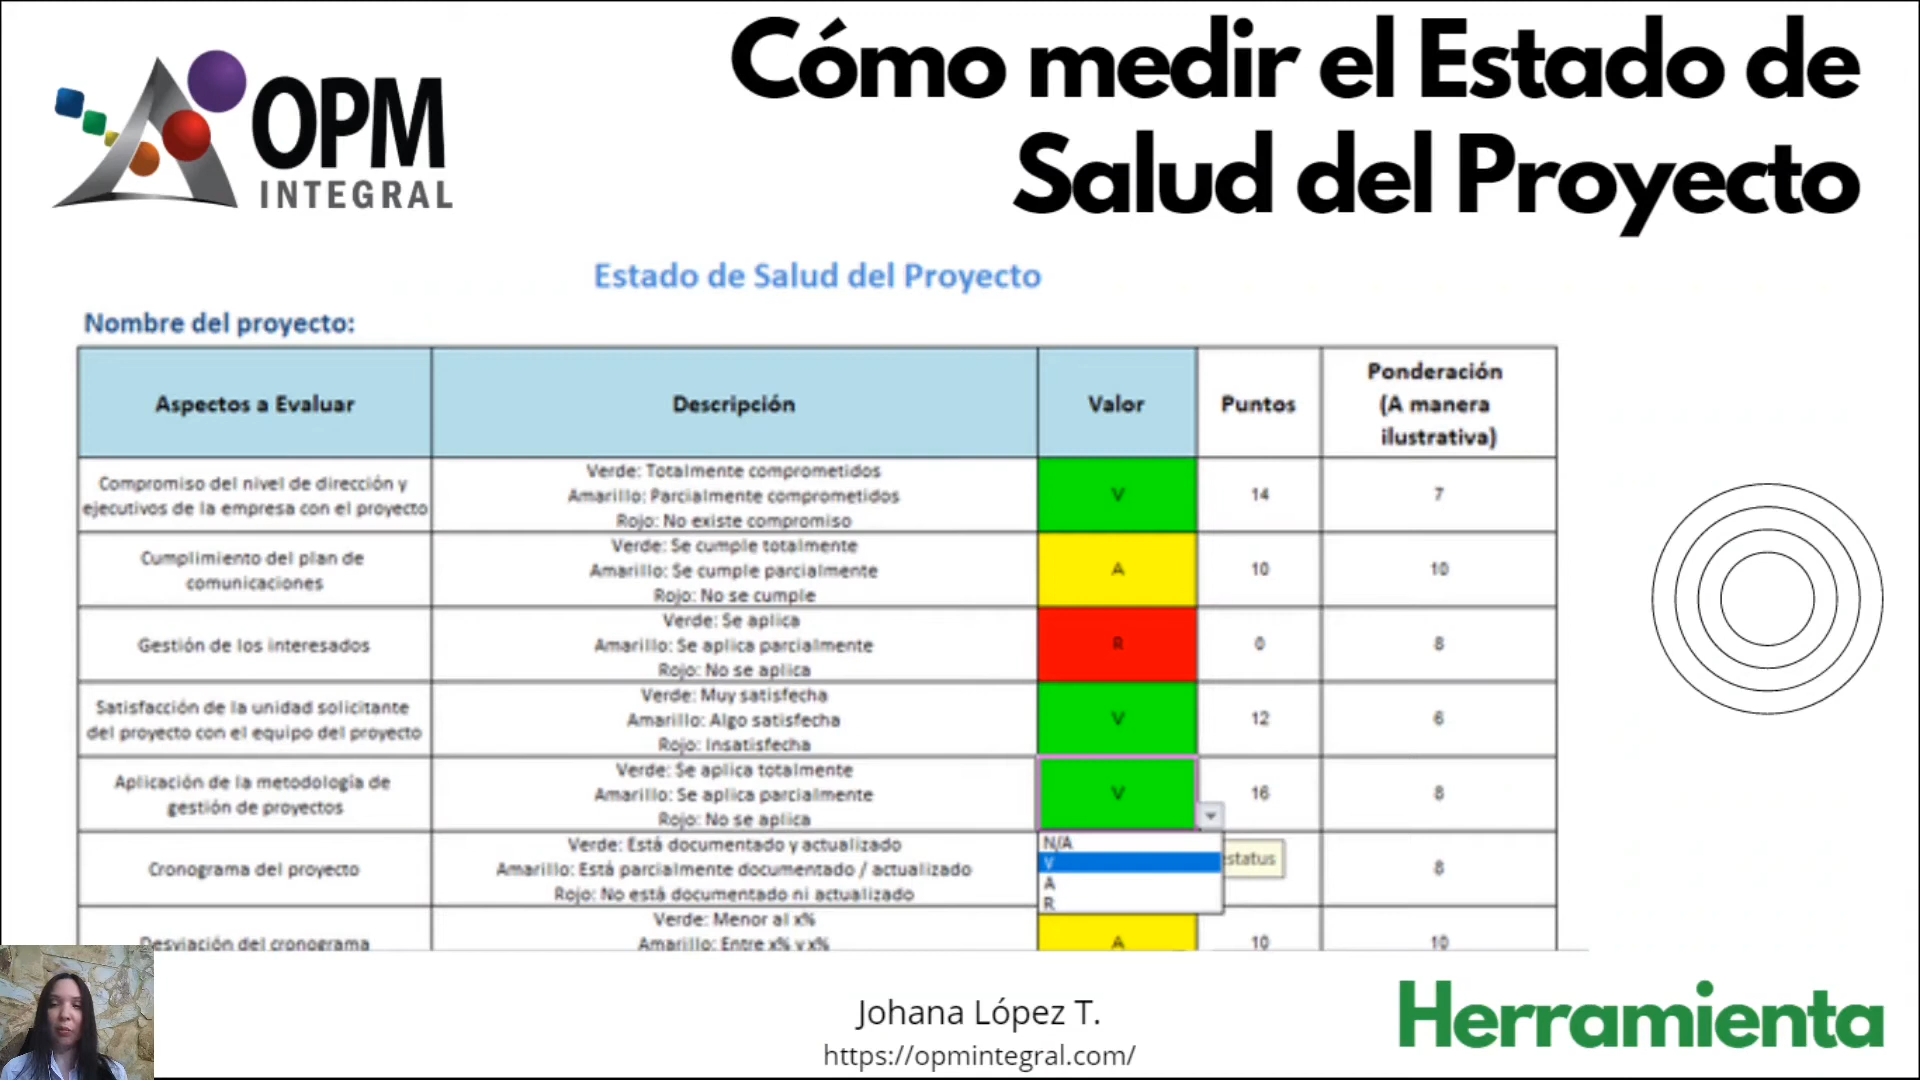 OPM
INTEGRAL
Cómo medir el Estado de
Salud del Proyecto
Estado de Salud del Proyecto
Nombre del proyecto:
Aspectos a Evaluar
Descripción
Valor
Puntos
Ponderación
(A manera
ilustrativa)
Compromiso del nivel de dirección y
ejecutivos de la empresa con el proyecto
Verde: Totalmente comprometidos
Amarillo: Parcialmente comprometidos
Rojo: No existe compromiso
V
14
7
Cumplimiento del plan de
comunicaciones
Verde: Se cumple totalmente
Amarillo: Se cumple parcialmente
Rojo: No se cumple
A
10
10
Gestión de los interesados
Verde: Se aplica
Amarillo: Se aplica parcialmente
Rojo: No se aplica
R
0
8
Satisfacción de la unidad solicitante
del proyecto con el equipo del proyecto
Verde: Muy satisfecha
Amarillo: Algo satisfecha
Rojo: Insatisfecha
V
12
6
Aplicación de la metodología de
gestión de proyectos
Verde: Se aplica totalmente
Amarillo: Se aplica parcialmente
Rojo: No se aplica
V
16
8
Cronograma del proyecto
Verde: Está documentado y actualizado
Amarillo: Está parcialmente documentado / actualizado
Rojo: No está documentado ni actualizado
N/A
V
A
R
status
8
Desviación del cronograma
Verde: Menor al x%
Amarillo: Entre x% y x%
A
10
10
Johana López T.
https://opmintegral.com/
Herramienta